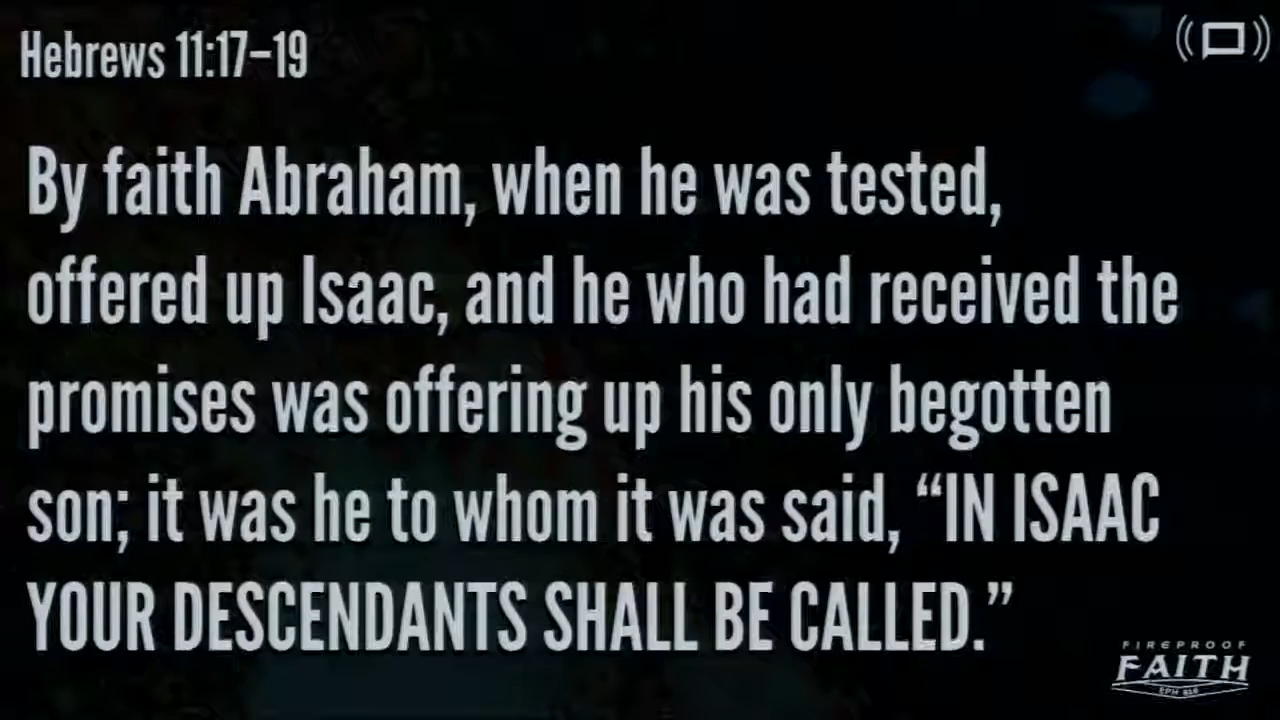 Hebrews 11:17–19
By faith Abraham, when he was tested,
offered up Isaac, and he who had received the
promises was offering up his only begotten
son; it was he to whom it was said, “IN ISAAC
YOUR DESCENDANTS SHALL BE CALLED.”
FIREPROOF
FAITH
EPH 6:16